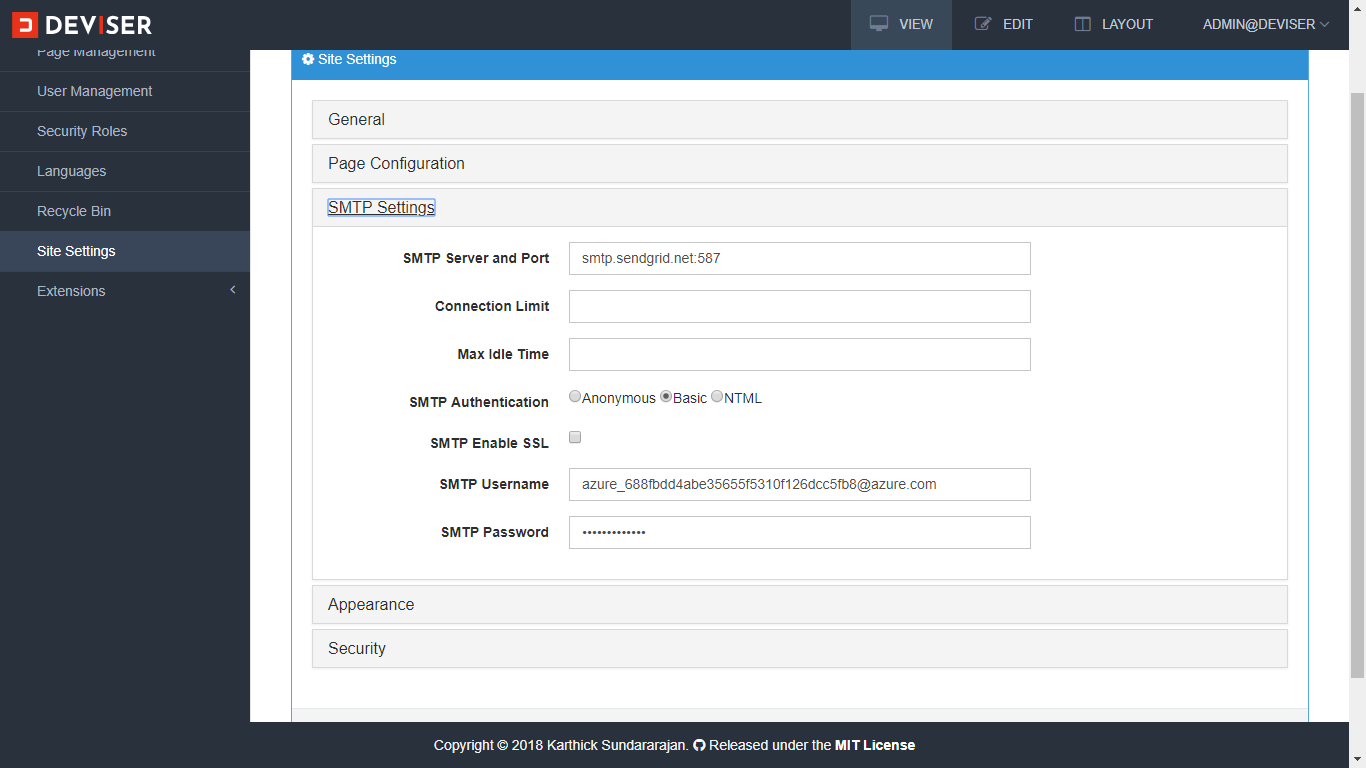 DEVISER
VIEW
EDIT
LAYOUT
ADMIN@DEVISER
Page Management
User Management
Security Roles
Languages
Recycle Bin
Site Settings
Extensions
Site Settings
General
Page Configuration
SMTP Settings
SMTP Server and Port smtp.sendgrid.net:587
Connection Limit
Max Idle Time
SMTP Authentication Anonymous Basic NTML
SMTP Enable SSL
SMTP Username azure_688fbdd4abe35655f5310f126dcc5fb8@azure.com
SMTP Password •••••••••••••
Appearance
Security
Copyright © 2018 Karthick Sundararajan. Released under the MIT License